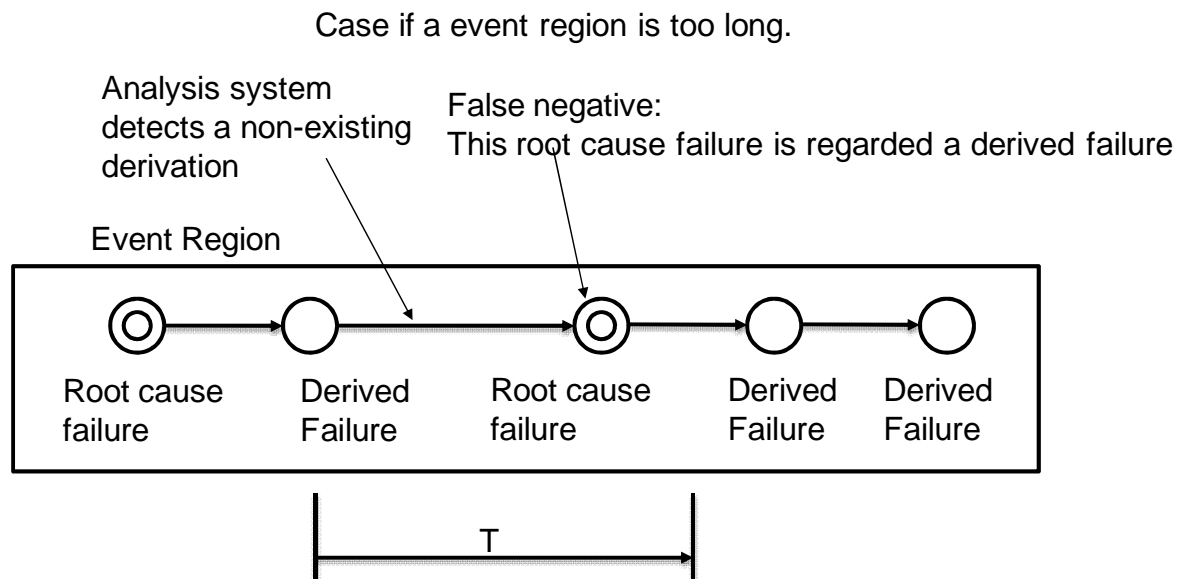 Case if a event region is too long.
Analysis system
detects a non-existing
derivation
False negative:
This root cause failure is regarded a derived failure
Event Region
Root cause
failure
Derived
Failure
Root cause
failure
Derived
Failure
Derived
Failure
T